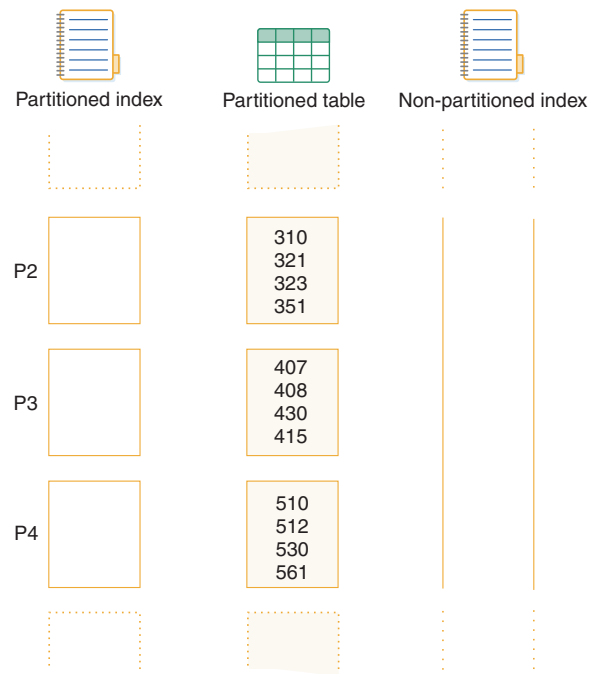 Partitioned index
Partitioned table
Non-partitioned index
P2
310
321
323
351
P3
407
408
430
415
P4
510
512
530
561